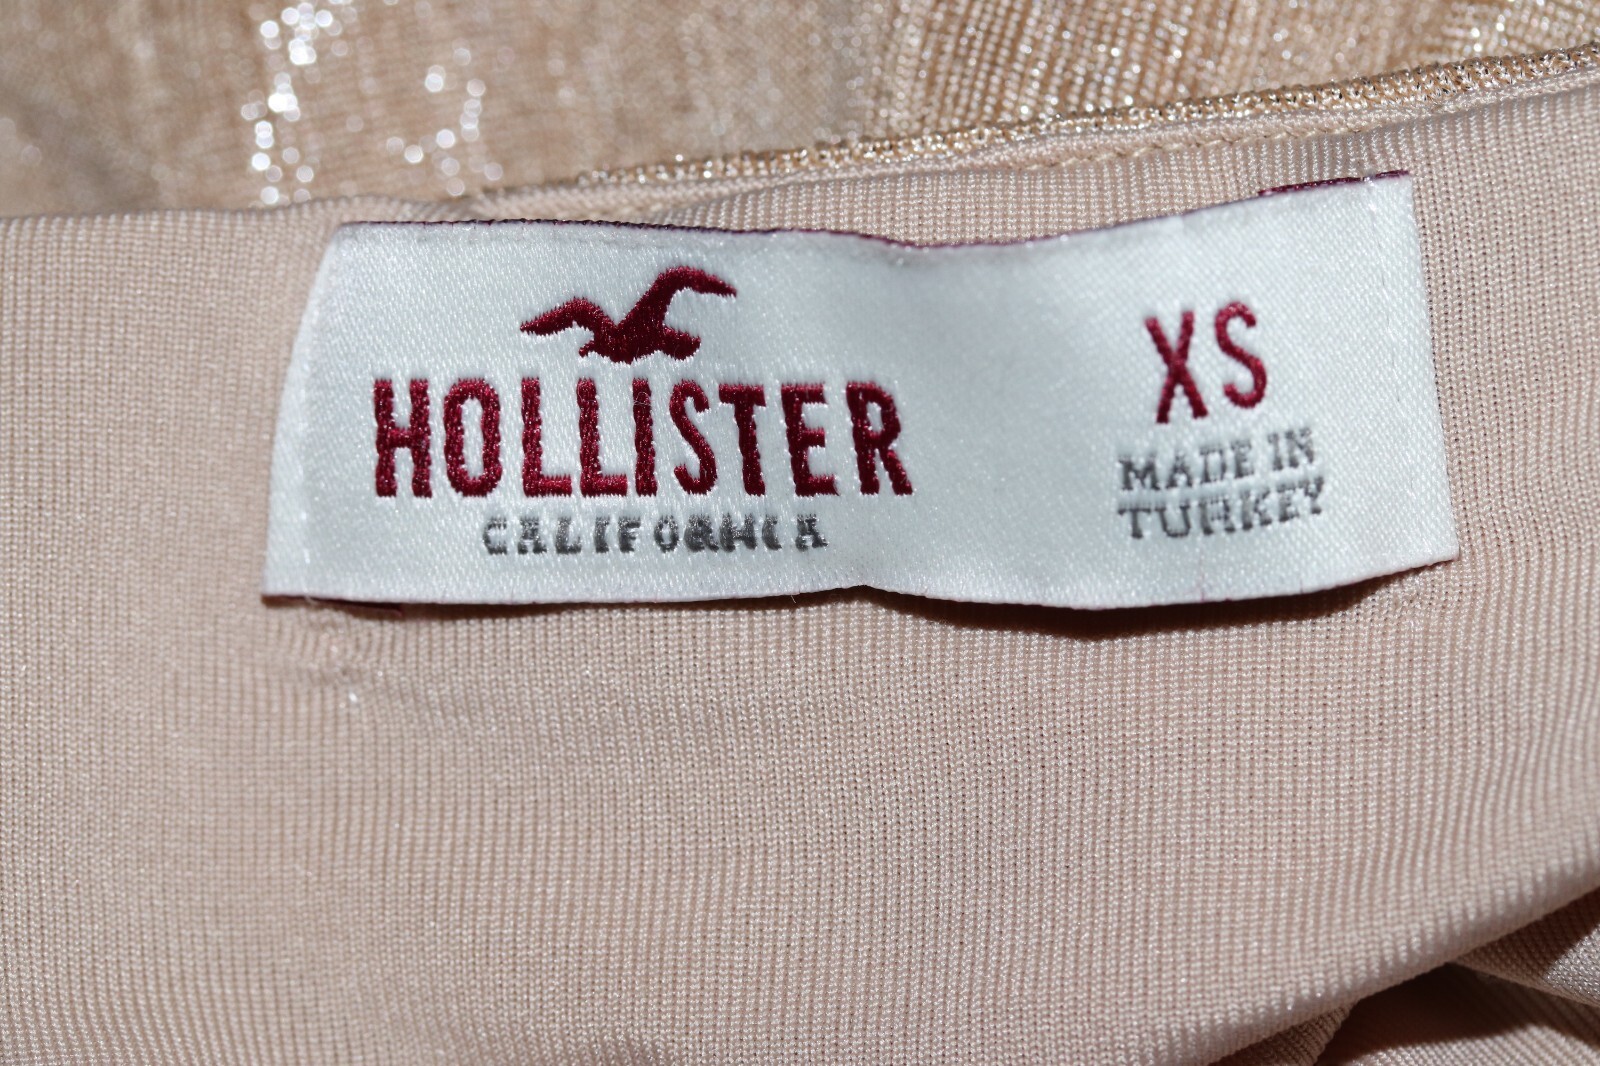 HOLLISTER
CALIFORNIA
XS
MADE IN
TURKEY